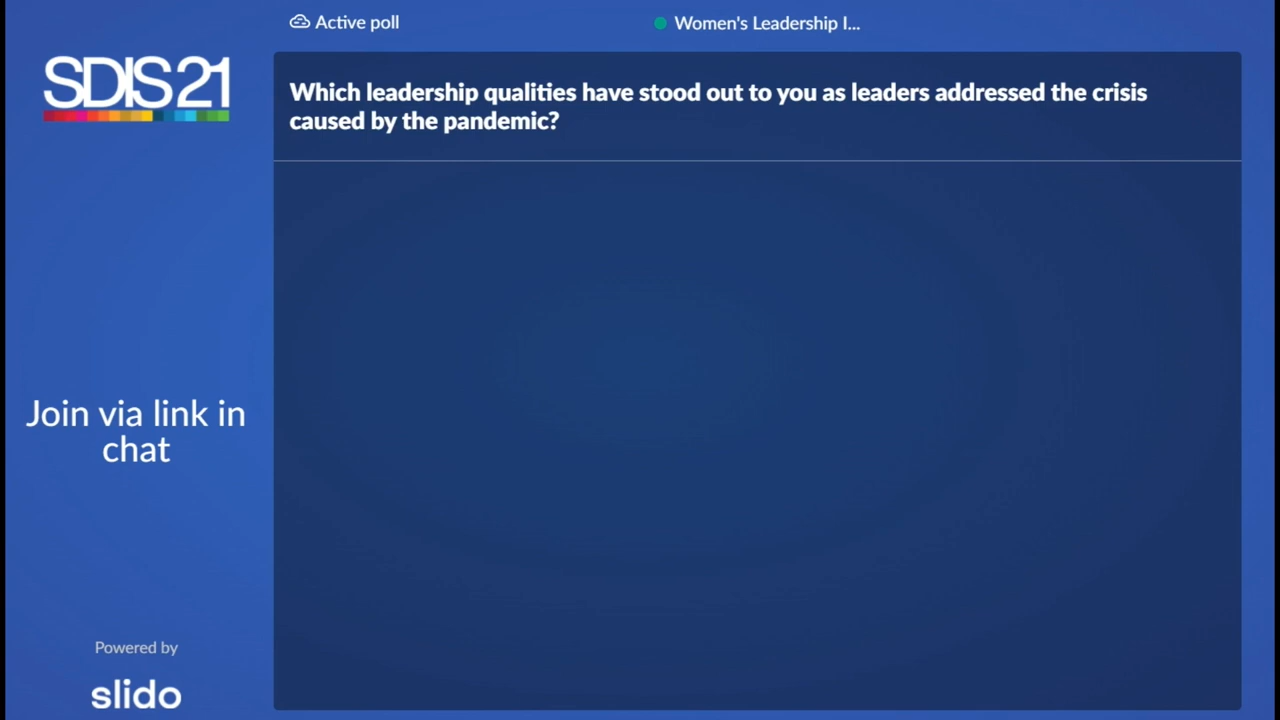 Active poll
Women's Leadership I...
SDIS21
Which leadership qualities have stood out to you as leaders addressed the crisis
caused by the pandemic?
Join via link in
chat
Powered by
slido